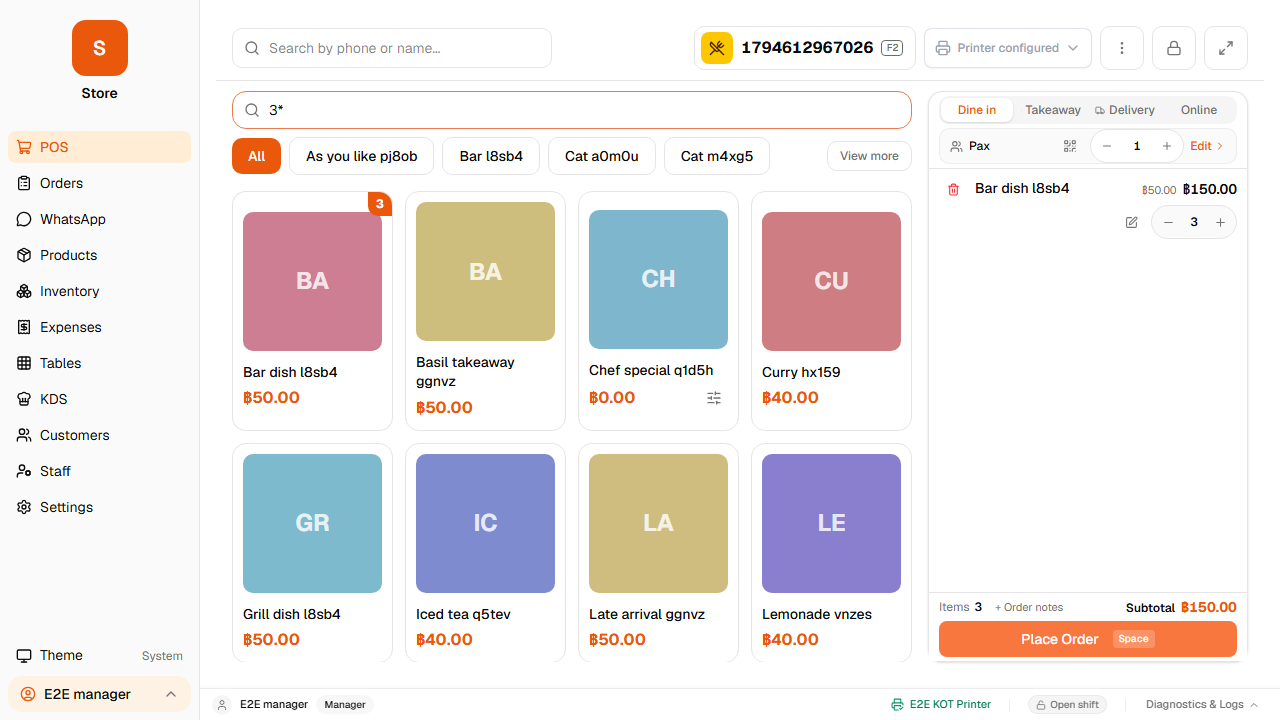 S
Store
POS
Orders
WhatsApp
Products
Inventory
Expenses
Tables
KDS
Customers
Staff
Settings
Theme System
E2E manager
Search by phone or name...
1794612967026 F2
Printer configured
3*
All
As you like pj8ob
Bar l8sb4
Cat a0m0u
Cat m4xg5
View more
3
BA
Bar dish l8sb4
฿50.00
BA
Basil takeaway
ggnvz
฿50.00
CH
Chef special q1d5h
฿0.00
CU
Curry hx159
฿40.00
GR
Grill dish l8sb4
฿50.00
IC
Iced tea q5tev
฿40.00
LA
Late arrival ggnvz
฿50.00
LE
Lemonade vnzes
฿40.00
Dine in
Takeaway
Delivery
Online
Pax
1
Edit
Bar dish l8sb4 ฿50.00 ฿150.00
3
Items 3 + Order notes Subtotal ฿150.00
Place Order Space
E2E manager Manager
E2E KOT Printer
Open shift
Diagnostics & Logs